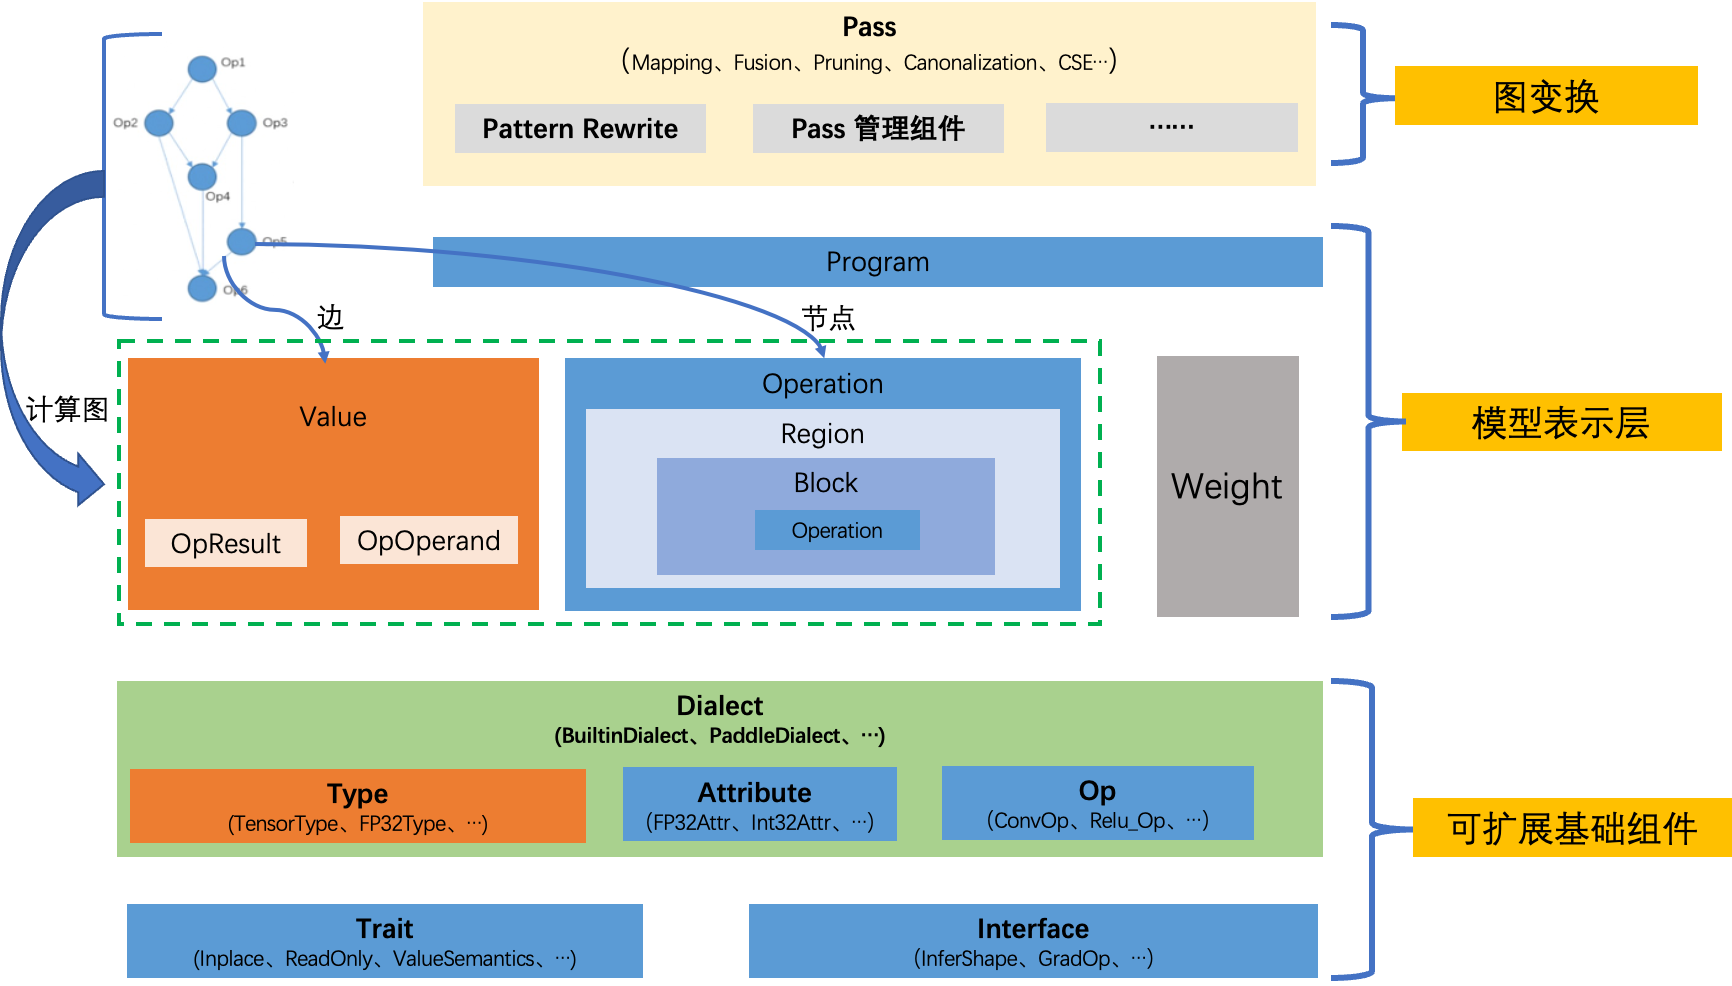 Pass
(Mapping、Fusion、Pruning、Canonalization、CSE…)
Pattern Rewrite
Pass 管理组件
……
图变换
Op1
Op2
Op3
Op4
Op5
Op6
Program
边
节点
计算图
Value
OpResult
OpOperand
Operation
Region
Block
Operation
Weight
模型表示层
Dialect
(BuiltinDialect、PaddleDialect、…)
Type
(TensorType、FP32Type、…)
Attribute
(FP32Attr、Int32Attr、…)
Op
(ConvOp、Relu_Op、…)
可扩展基础组件
Trait
(Inplace、ReadOnly、ValueSemantics、…)
Interface
(InferShape、GradOp、…)